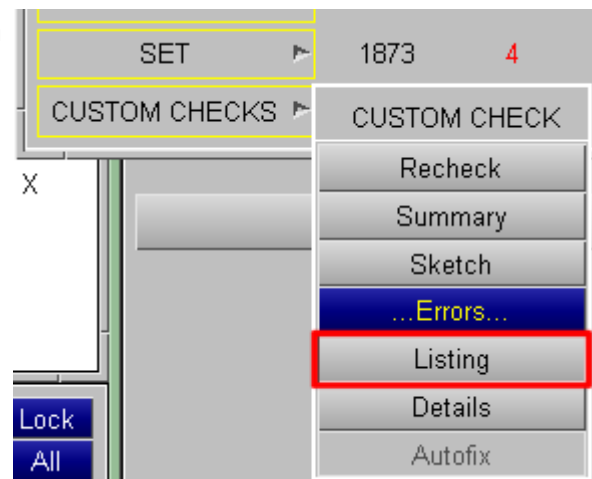 SET 1873 4
CUSTOM CHECKS CUSTOM CHECK
X
Recheck
Summary
Sketch
...Errors...
Listing
Details
Autofix
Lock
All